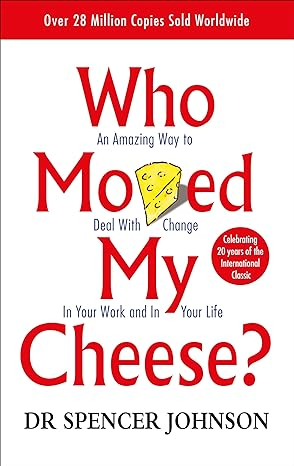 Over 28 Million Copies Sold Worldwide
Who
An Amazing Way to
Moved
Deal With Change
My
Celebrating
20 years of the
International
Classic
In Your Work and In Your Life
Cheese?
DR SPENCER JOHNSON